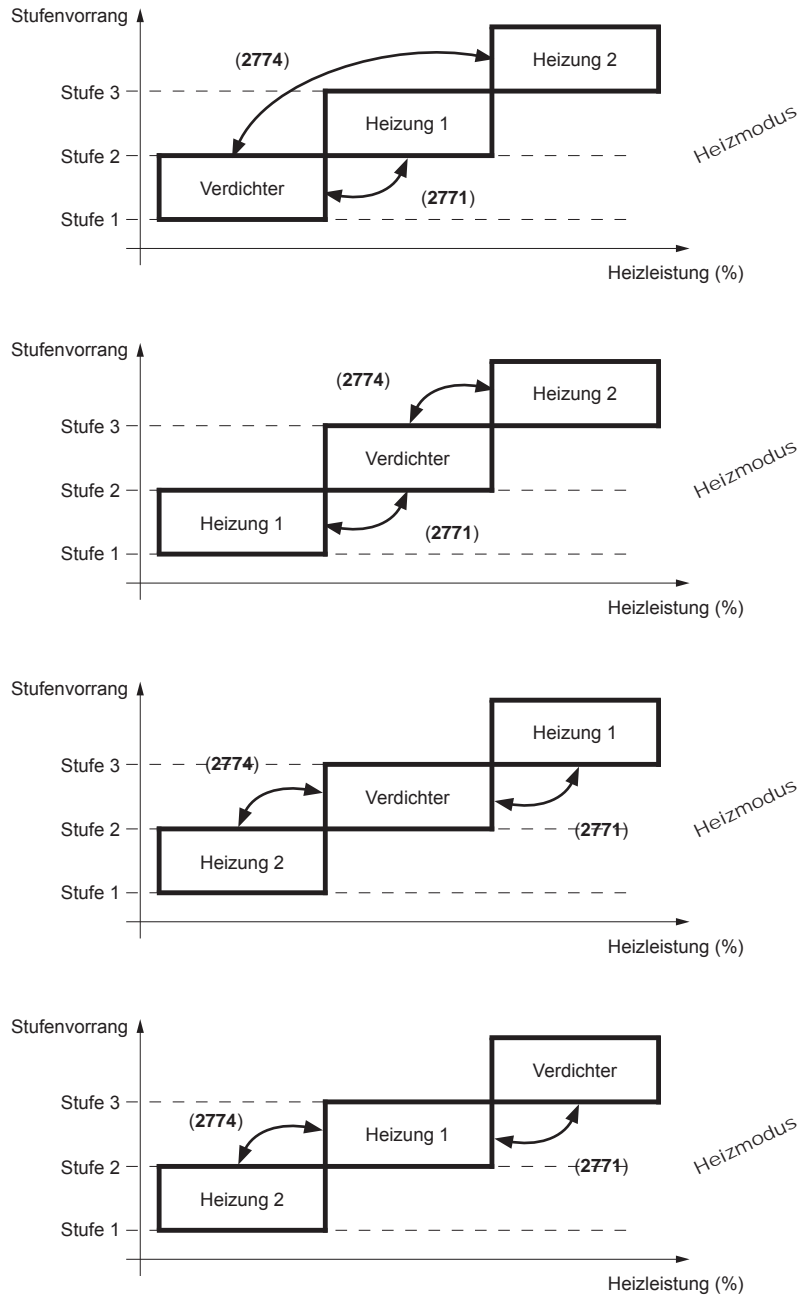 Stufenvorrang
(2774)
Heizung 2
Stufe 3
Heizung 1
Heizmodus
Stufe 2
Verdichter
(2771)
Stufe 1
Heizleistung (%)
Stufenvorrang
(2774)
Heizung 2
Stufe 3
Verdichter
Heizmodus
Stufe 2
Heizung 1
(2771)
Stufe 1
Heizleistung (%)
Stufenvorrang
Heizung 1
Stufe 3
(2774)
Verdichter
Heizmodus
Stufe 2
(2771)
Heizung 2
Stufe 1
Heizleistung (%)
Stufenvorrang
Verdichter
Stufe 3
(2774)
Heizung 1
Heizmodus
Stufe 2
(2771)
Heizung 2
Stufe 1
Heizleistung (%)